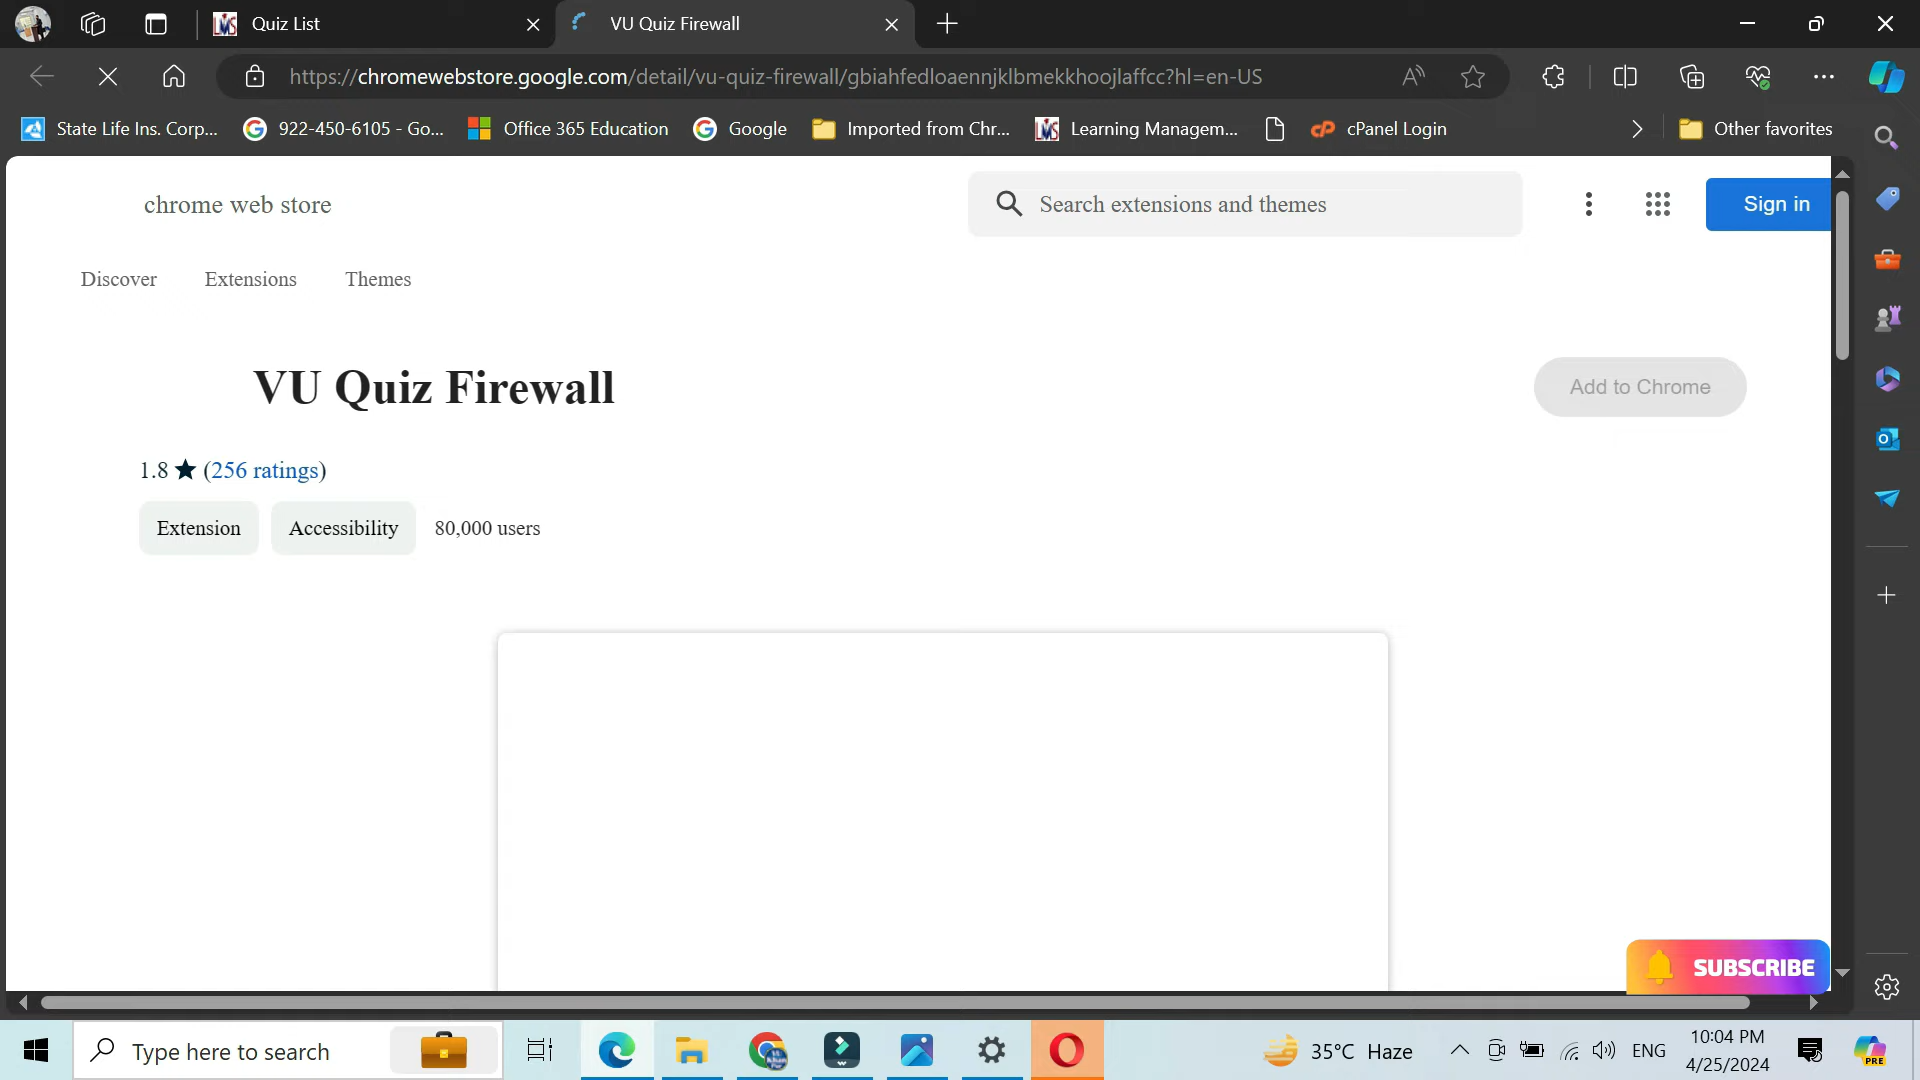 Quiz List
VU Quiz Firewall
https://chromewebstore.google.com/detail/vu-quiz-firewall/gbiahfedloaennjklbmekkhoojlaffcc?hl=en-US
State Life Ins. Corp...
922-450-6105 - Go...
Office 365 Education
Google
Imported from Chr...
Learning Managem...
cPanel Login
Other favorites
chrome web store
Search extensions and themes
Sign in
Discover
Extensions
Themes
VU Quiz Firewall
Add to Chrome
1.8 ★ (256 ratings)
Extension
Accessibility
80,000 users
SUBSCRIBE
Type here to search
35°C Haze
ENG
10:04 PM
4/25/2024
PRE